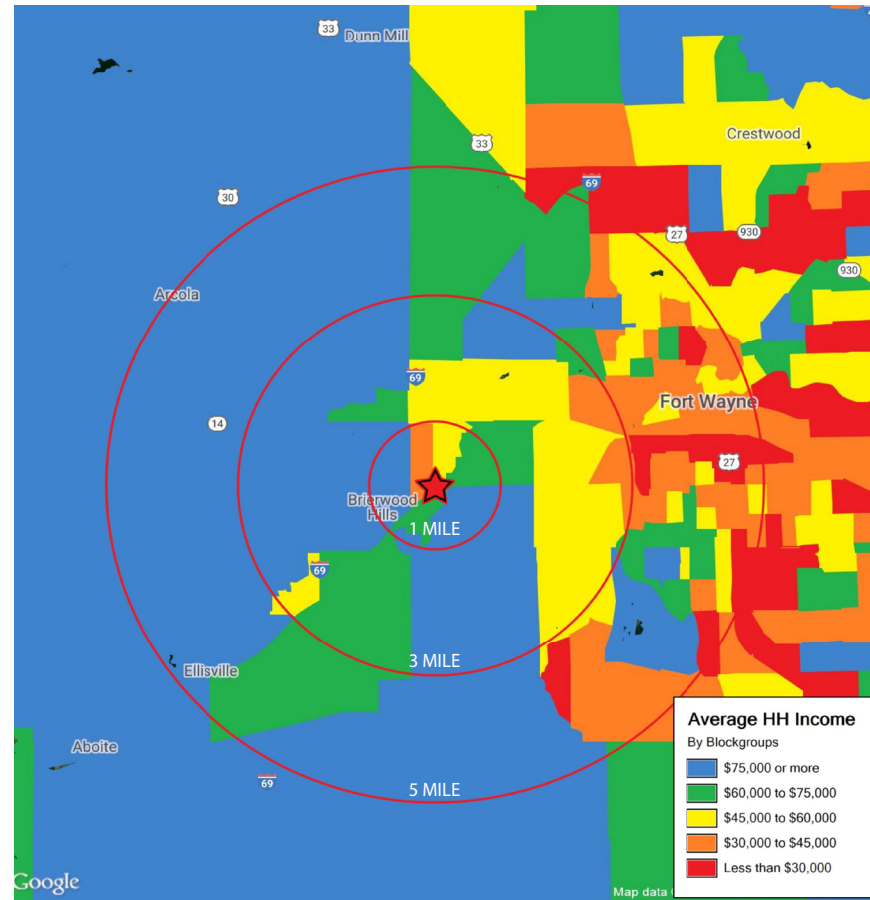 33
Dunn Mill
Crestwood
33
69
30
27
930
930
Arcola
69
14
Fort Wayne
27
Brierwood
Hills
1 MILE
69
3 MILE
Ellisville
Aboite
69
5 MILE
Average HH Income
By Blockgroups
$75,000 or more
$60,000 to $75,000
$45,000 to $60,000
$30,000 to $45,000
Less than $30,000
Google
Map data